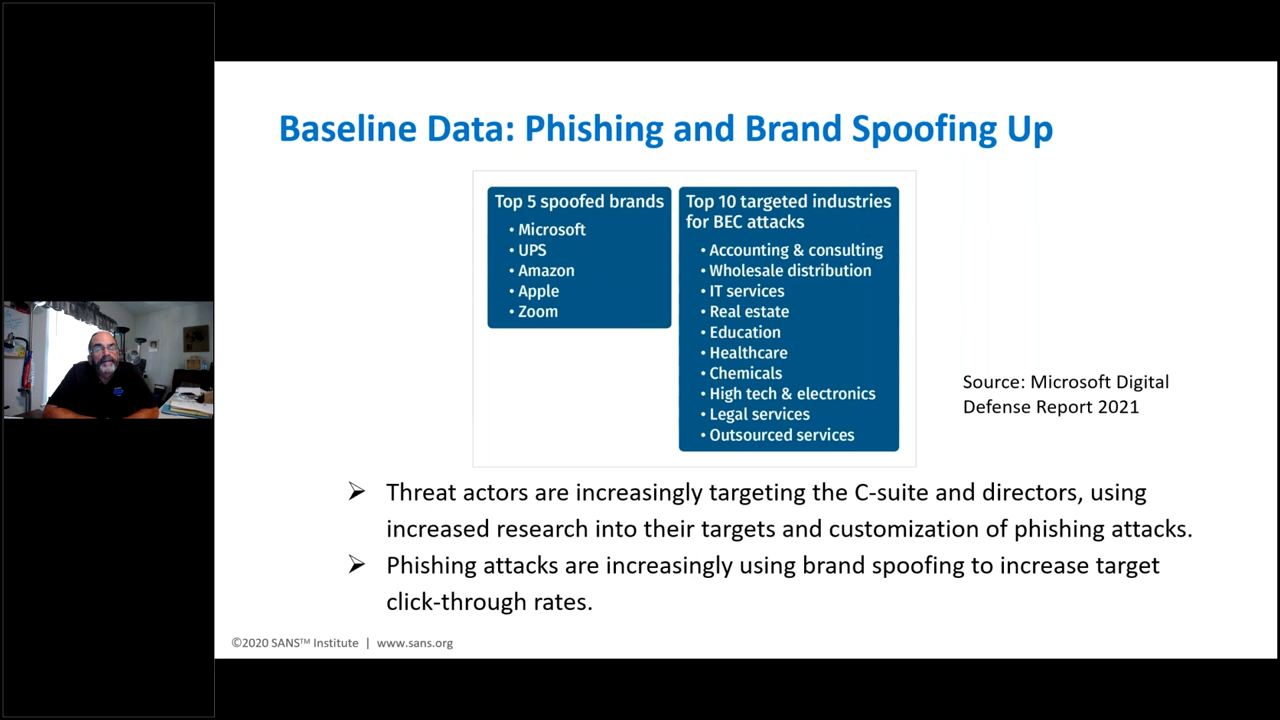 Baseline Data: Phishing and Brand Spoofing Up
Top 5 spoofed brands
• Microsoft
• UPS
• Amazon
• Apple
• Zoom
Top 10 targeted industries
for BEC attacks
• Accounting & consulting
• Wholesale distribution
• IT services
• Real estate
• Education
• Healthcare
• Chemicals
• High tech & electronics
• Legal services
• Outsourced services
Source: Microsoft Digital
Defense Report 2021
➢ Threat actors are increasingly targeting the C-suite and directors, using
increased research into their targets and customization of phishing attacks.
➢ Phishing attacks are increasingly using brand spoofing to increase target
click-through rates.
©2020 SANS™ Institute | www.sans.org